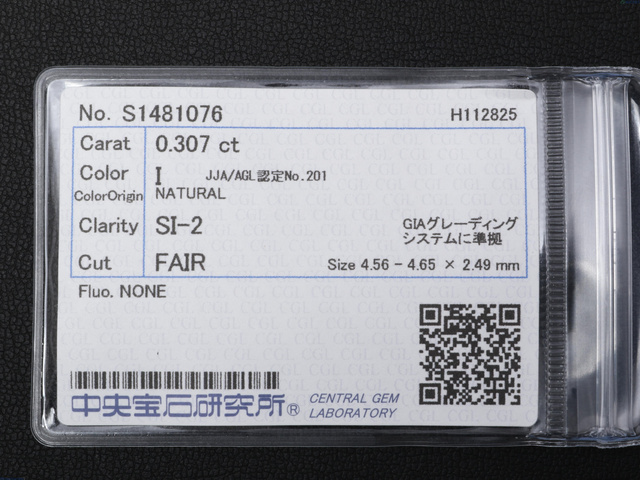 No. S1481076 H112825
Carat 0.307 ct
Color I JJA/AGL認定No.201
ColorOrigin NATURAL
Clarity SI-2 GIAグレーディング
システムに準拠
Cut FAIR Size 4.56 - 4.65 × 2.49 mm
Fluo. NONE
中央宝石研究所® CENTRAL GEM
LABORATORY